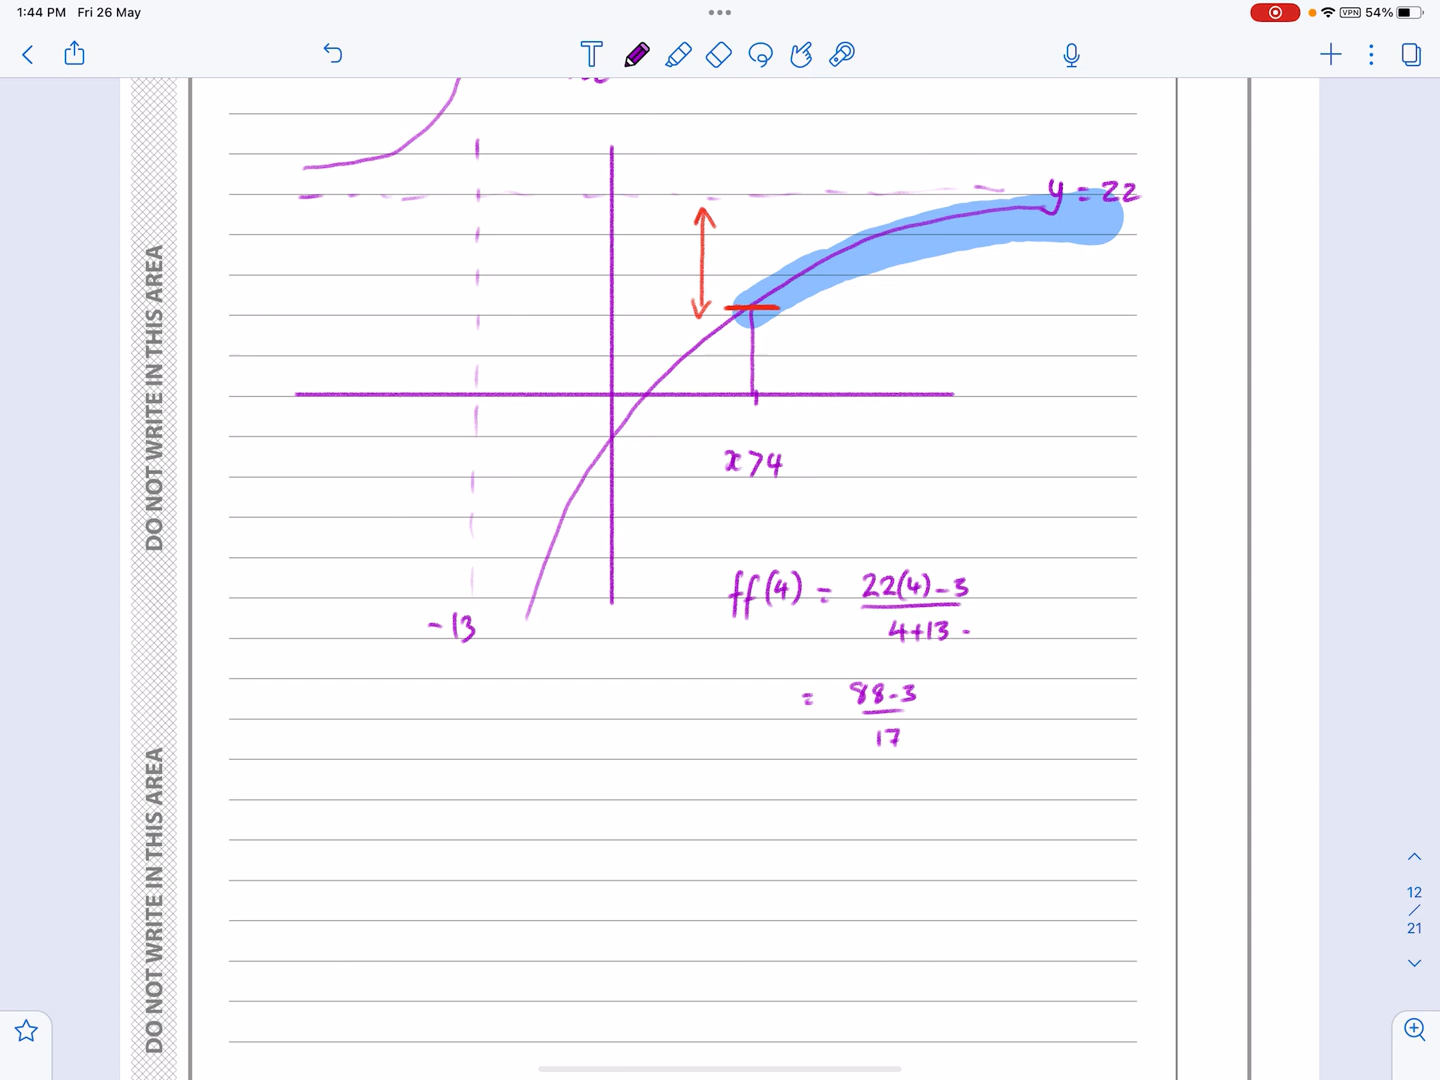 1:44 PM Fri 26 May
VPN 54%
T
DO NOT WRITE IN THIS AREA
y = 22
x > 4
-13
ff(4) = 22(4)-3
4+13
= 88-3
17
DO NOT WRITE IN THIS AREA
12
/
21